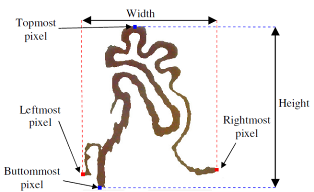 Topmost
pixel
Width
Height
Leftmost
pixel
Rightmost
pixel
Buttommost
pixel